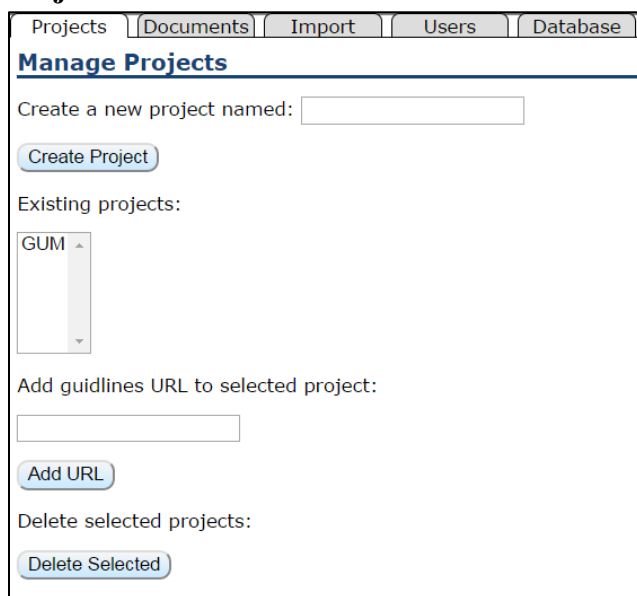 Projects Documents Import Users Database
Manage Projects
Create a new project named:
Create Project
Existing projects:
GUM
Add guidlines URL to selected project:
Add URL
Delete selected projects:
Delete Selected